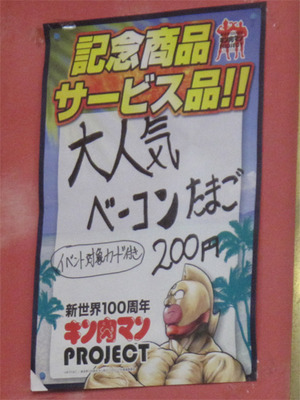 記念商品
サービス品!!
大人気
ベーコンたまご
イベント対象カード付き
200円
新世界100周年
キン肉マン
PROJECT